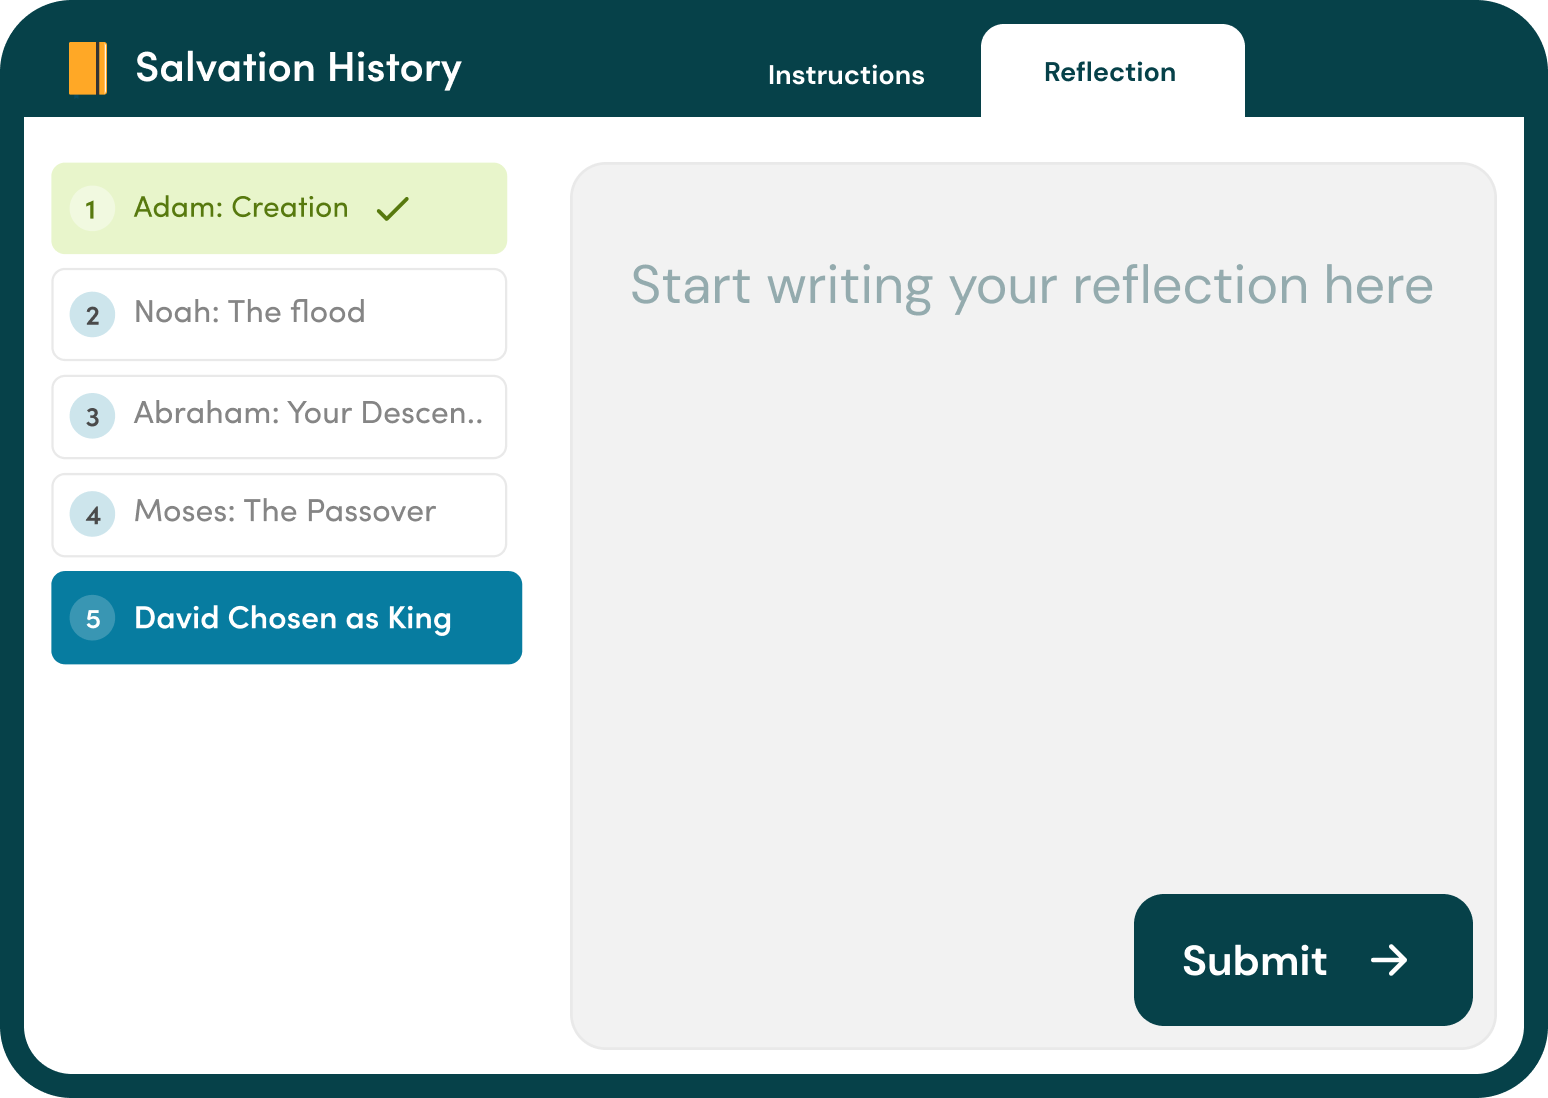 Salvation History
Instructions
Reflection
1 Adam: Creation
2 Noah: The flood
3 Abraham: Your Descen..
4 Moses: The Passover
5 David Chosen as King
Start writing your reflection here
Submit